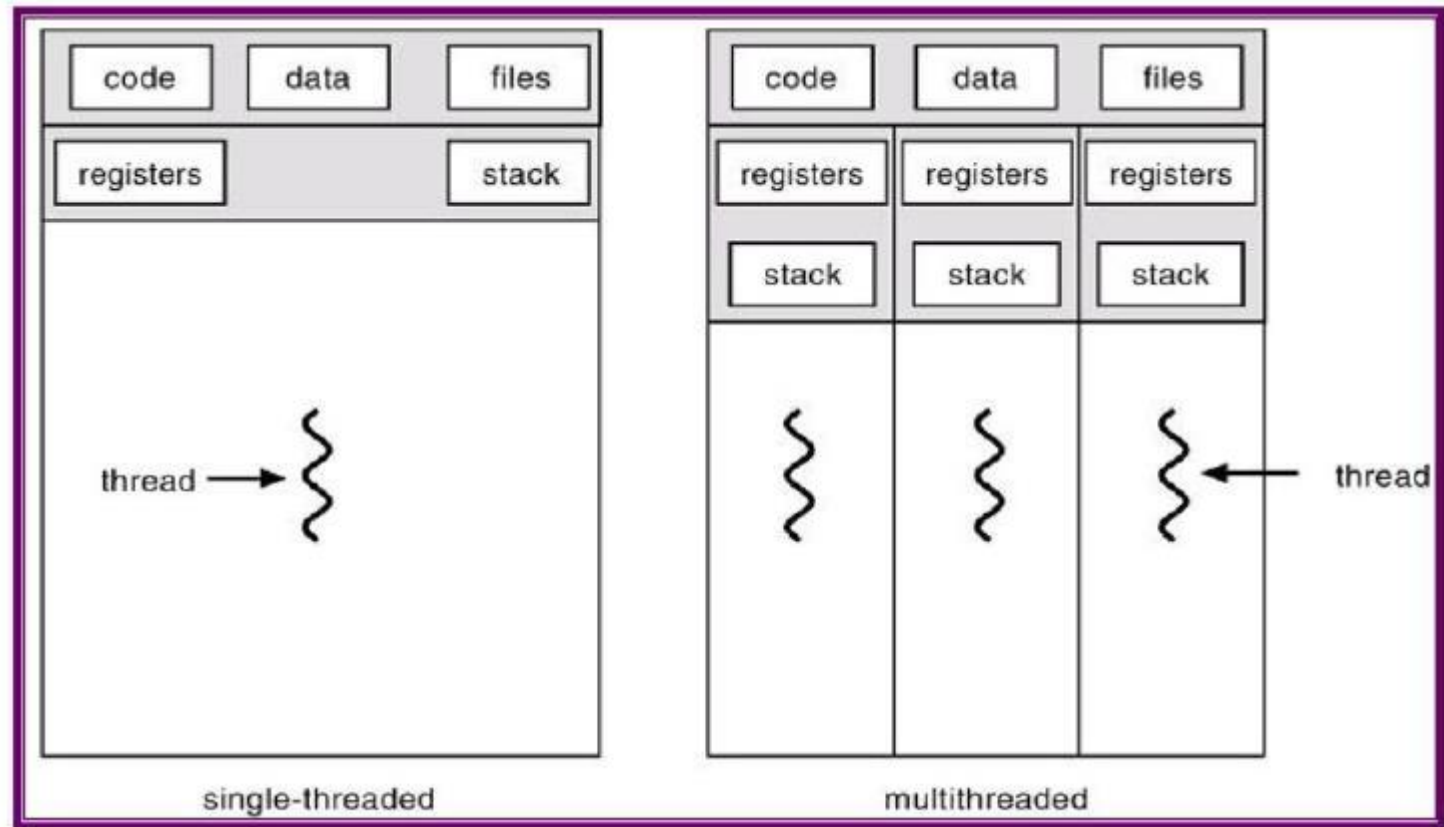 code data files
registers stack
thread
single-threaded
code data files
registers registers registers
stack stack stack
thread
multithreaded